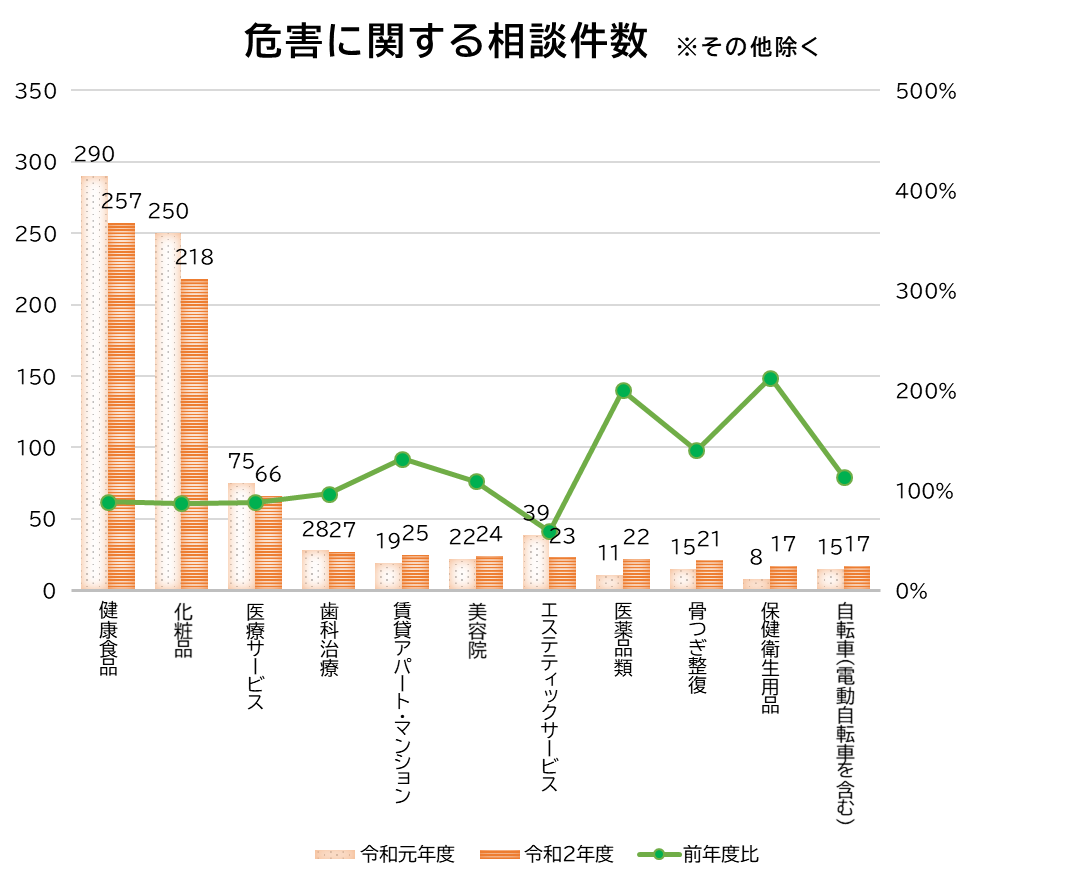 危害に関する相談件数 ※その他除く
350
300
250
200
150
100
50
0
500%
400%
300%
200%
100%
0%
290
257
250
218
75
66
28
27
19
25
22
24
39
23
11
22
15
21
8
17
15
17
健康食品
化粧品
医療サービス
歯科治療
賃貸アパート・マンション
美容院
エステティックサービス
医薬品類
骨つぎ整復
保健衛生用品
自転車(電動自転車を含む)
令和元年度
令和2年度
前年度比